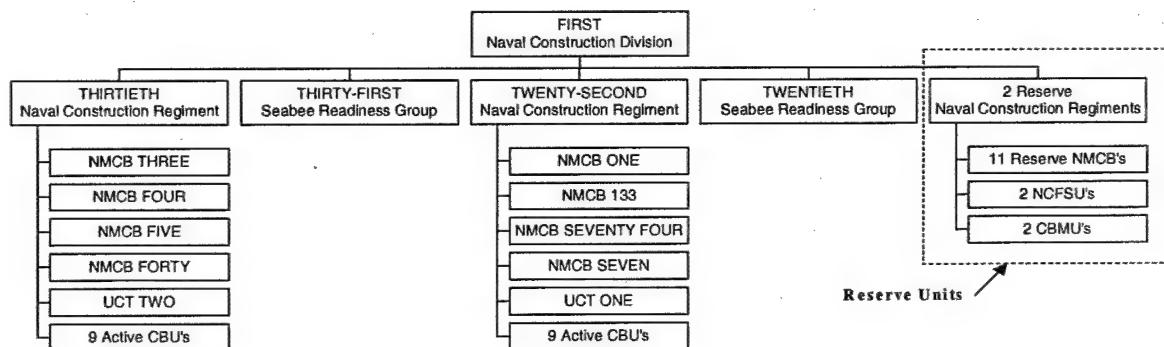 FIRST
Naval Construction Division
THIRTIETH
Naval Construction Regiment
THIRTY-FIRST
Seabee Readiness Group
TWENTY-SECOND
Naval Construction Regiment
TWENTIETH
Seabee Readiness Group
2 Reserve
Naval Construction Regiments
NMCB THREE
NMCB FOUR
NMCB FIVE
NMCB FORTY
UCT TWO
9 Active CBU's
NMCB ONE
NMCB 133
NMCB SEVENTY FOUR
NMCB SEVEN
UCT ONE
9 Active CBU's
11 Reserve NMCB's
2 NCFSU's
2 CBMU's
Reserve Units